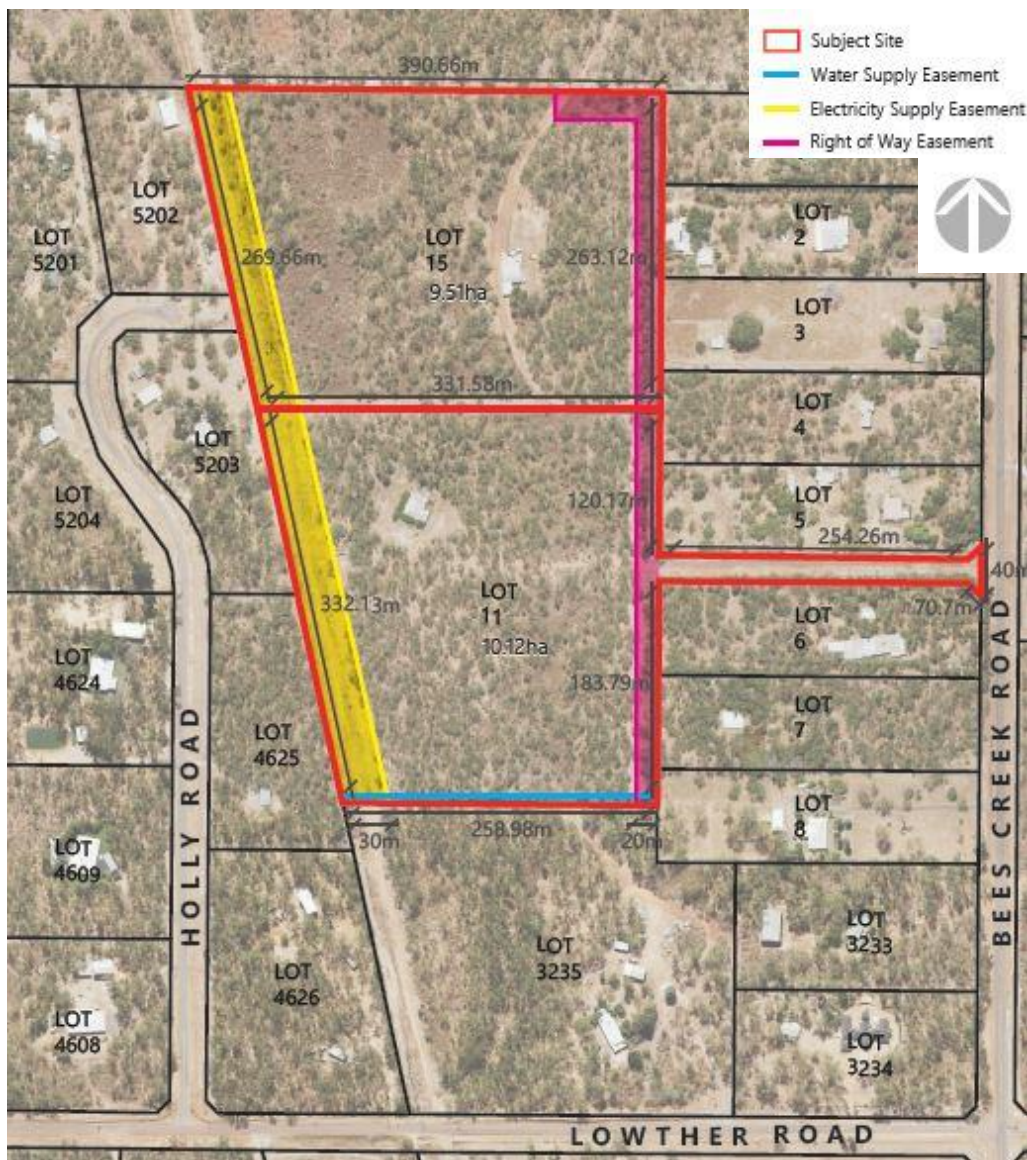 Subject Site
Water Supply Easement
Electricity Supply Easement
Right of Way Easement
390.66m
LOT
5202
LOT
5201
LOT
15
9.51ha
269.66m
263.12m
331.58m
LOT
2
LOT
3
LOT
4
LOT
5
254.26m
40m
70.7m
LOT
5203
LOT
5204
120.17m
332.13m
LOT
11
10.12ha
183.79m
LOT
6
LOT
7
LOT
8
LOT
4624
LOT
4625
LOT
4609
30m
258.98m
20m
HOLLY ROAD
BEES CREEK ROAD
LOT
3233
LOT
3235
LOT
4626
LOT
4608
LOT
3234
LOWTHER ROAD